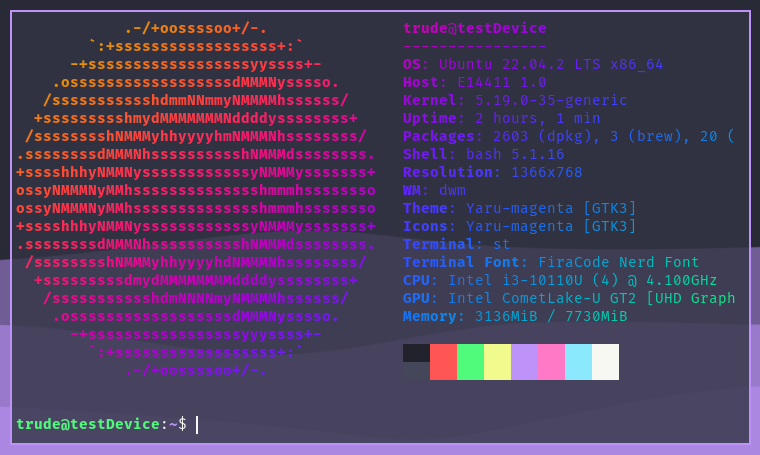 .-/+oossssoo+/-.
`:+ssssssssssssssssss+:`
-+ssssssssssssssssssyyssss+-
.ossssssssssssssssssdMMMNysssso.
/ssssssssssshdmmNNmmyNMMMMhssssss/
+ssssssssshmydMMMMMMMNddddyssssssss+
/sssssssshNMMMyhhyyyyhmNMMMNhssssssss/
.ssssssssdMMMNhsssssssssshNMMMdssssssss.
+sssshhhyNMMNyssssssssssssyNMMMysssssss+
ossyNMMMNyMMhsssssssssssssshmmmhssssssso
ossyNMMMNyMMhsssssssssssssshmmmhssssssso
+sssshhhyNMMNyssssssssssssyNMMMysssssss+
.ssssssssdMMMNhsssssssssshNMMMdssssssss.
/sssssssshNMMMyhhyyyyhdNMMMNhssssssss/
+sssssssssdmydMMMMMMMMddddyssssssss+
/ssssssssssshdmNNNNmyNMMMMhssssss/
.ossssssssssssssssssdMMMNysssso.
-+sssssssssssssssssyyyssss+-
`:+ssssssssssssssssss+:`
.-/+oossssoo+/-.
trude@testDevice
----------------
OS: Ubuntu 22.04.2 LTS x86_64
Host: E14411 1.0
Kernel: 5.19.0-35-generic
Uptime: 2 hours, 1 min
Packages: 2603 (dpkg), 3 (brew), 20 (
Shell: bash 5.1.16
Resolution: 1366x768
WM: dwm
Theme: Yaru-magenta [GTK3]
Icons: Yaru-magenta [GTK3]
Terminal: st
Terminal Font: FiraCode Nerd Font
CPU: Intel i3-10110U (4) @ 4.100GHz
GPU: Intel CometLake-U GT2 [UHD Graph
Memory: 3136MiB / 7730MiB
trude@testDevice:~$